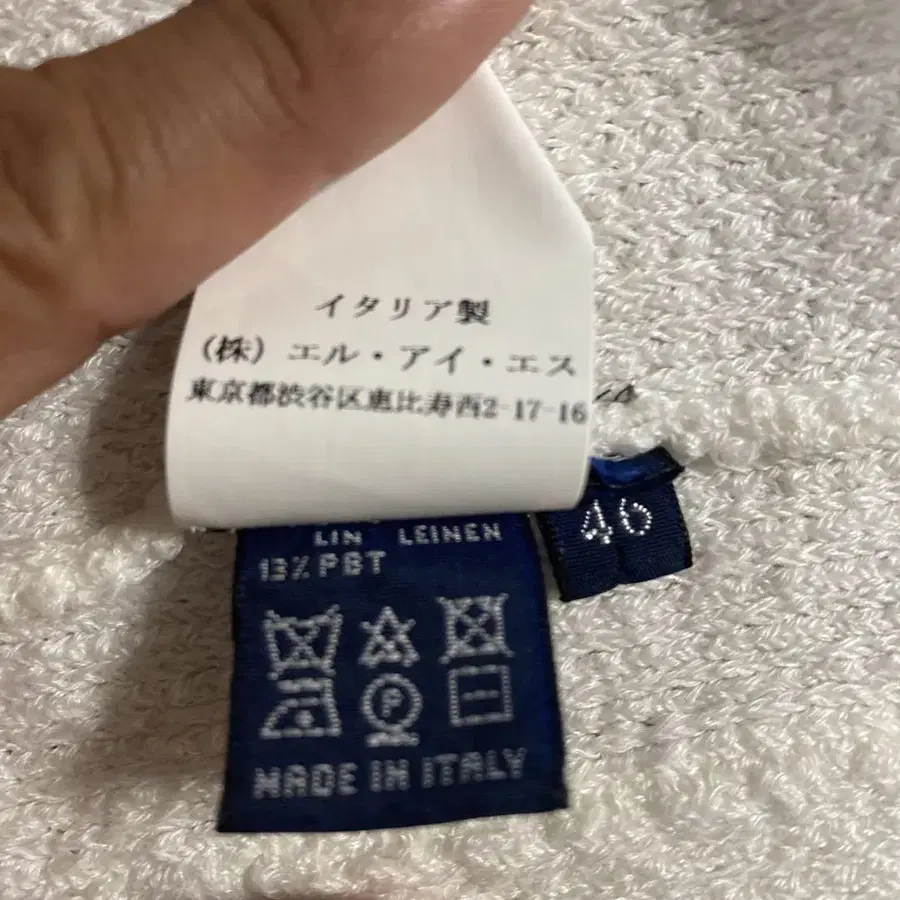 イタリア製
(株) エル・アイ・エス
東京都渋谷区恵比寿西2-17-16
46
LIN LEINEN
13% PBT
P
MADE IN ITALY